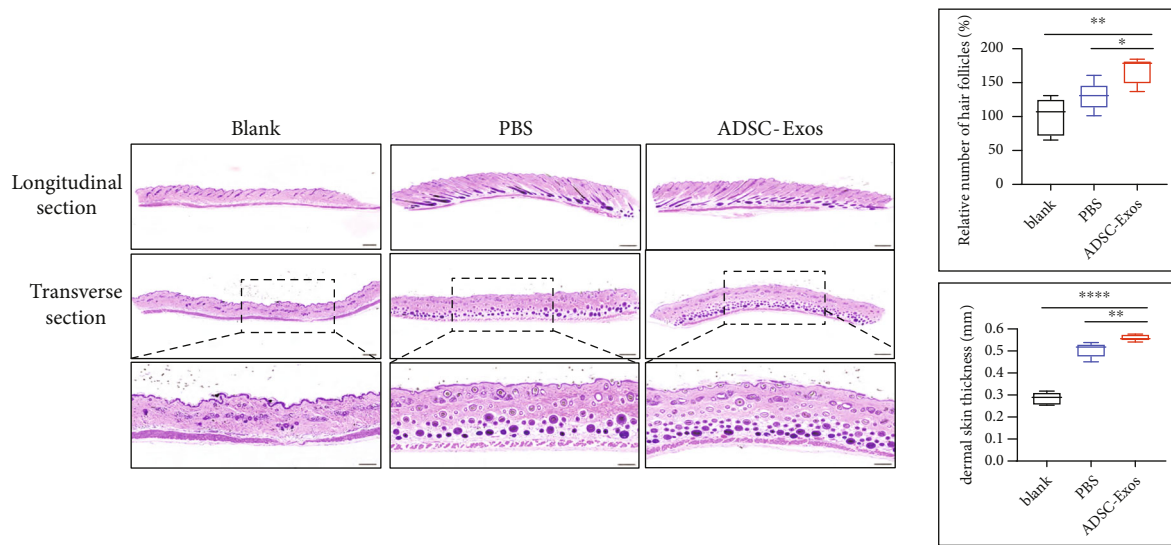 Blank
PBS
ADSC-Exos
Longitudinal
section
Transverse
section
Relative number of hair follicles (%)
200
150
100
50
0
**
*
blank
PBS
ADSC-Exos
dermal skin thickness (mm)
0.6
0.5
0.4
0.3
0.2
0.1
0.0
****
**
blank
PBS
ADSC-Exos